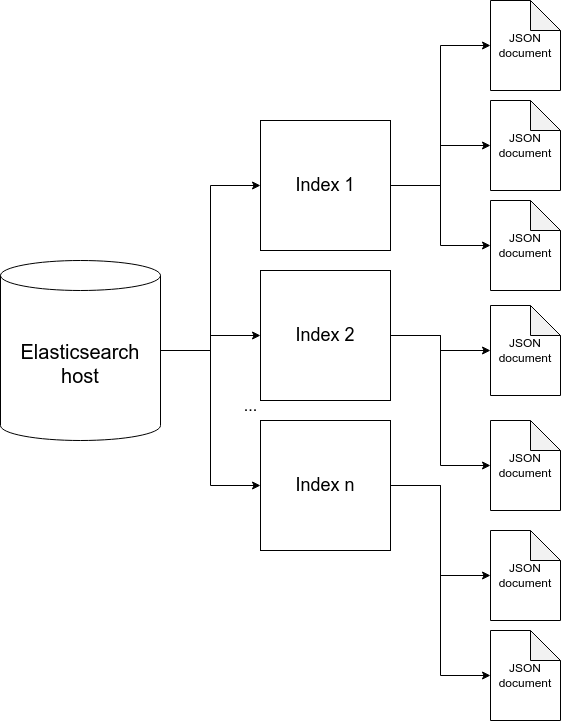 Elasticsearch
host
Index 1
Index 2
...
Index n
JSON
document
JSON
document
JSON
document
JSON
document
JSON
document
JSON
document
JSON
document